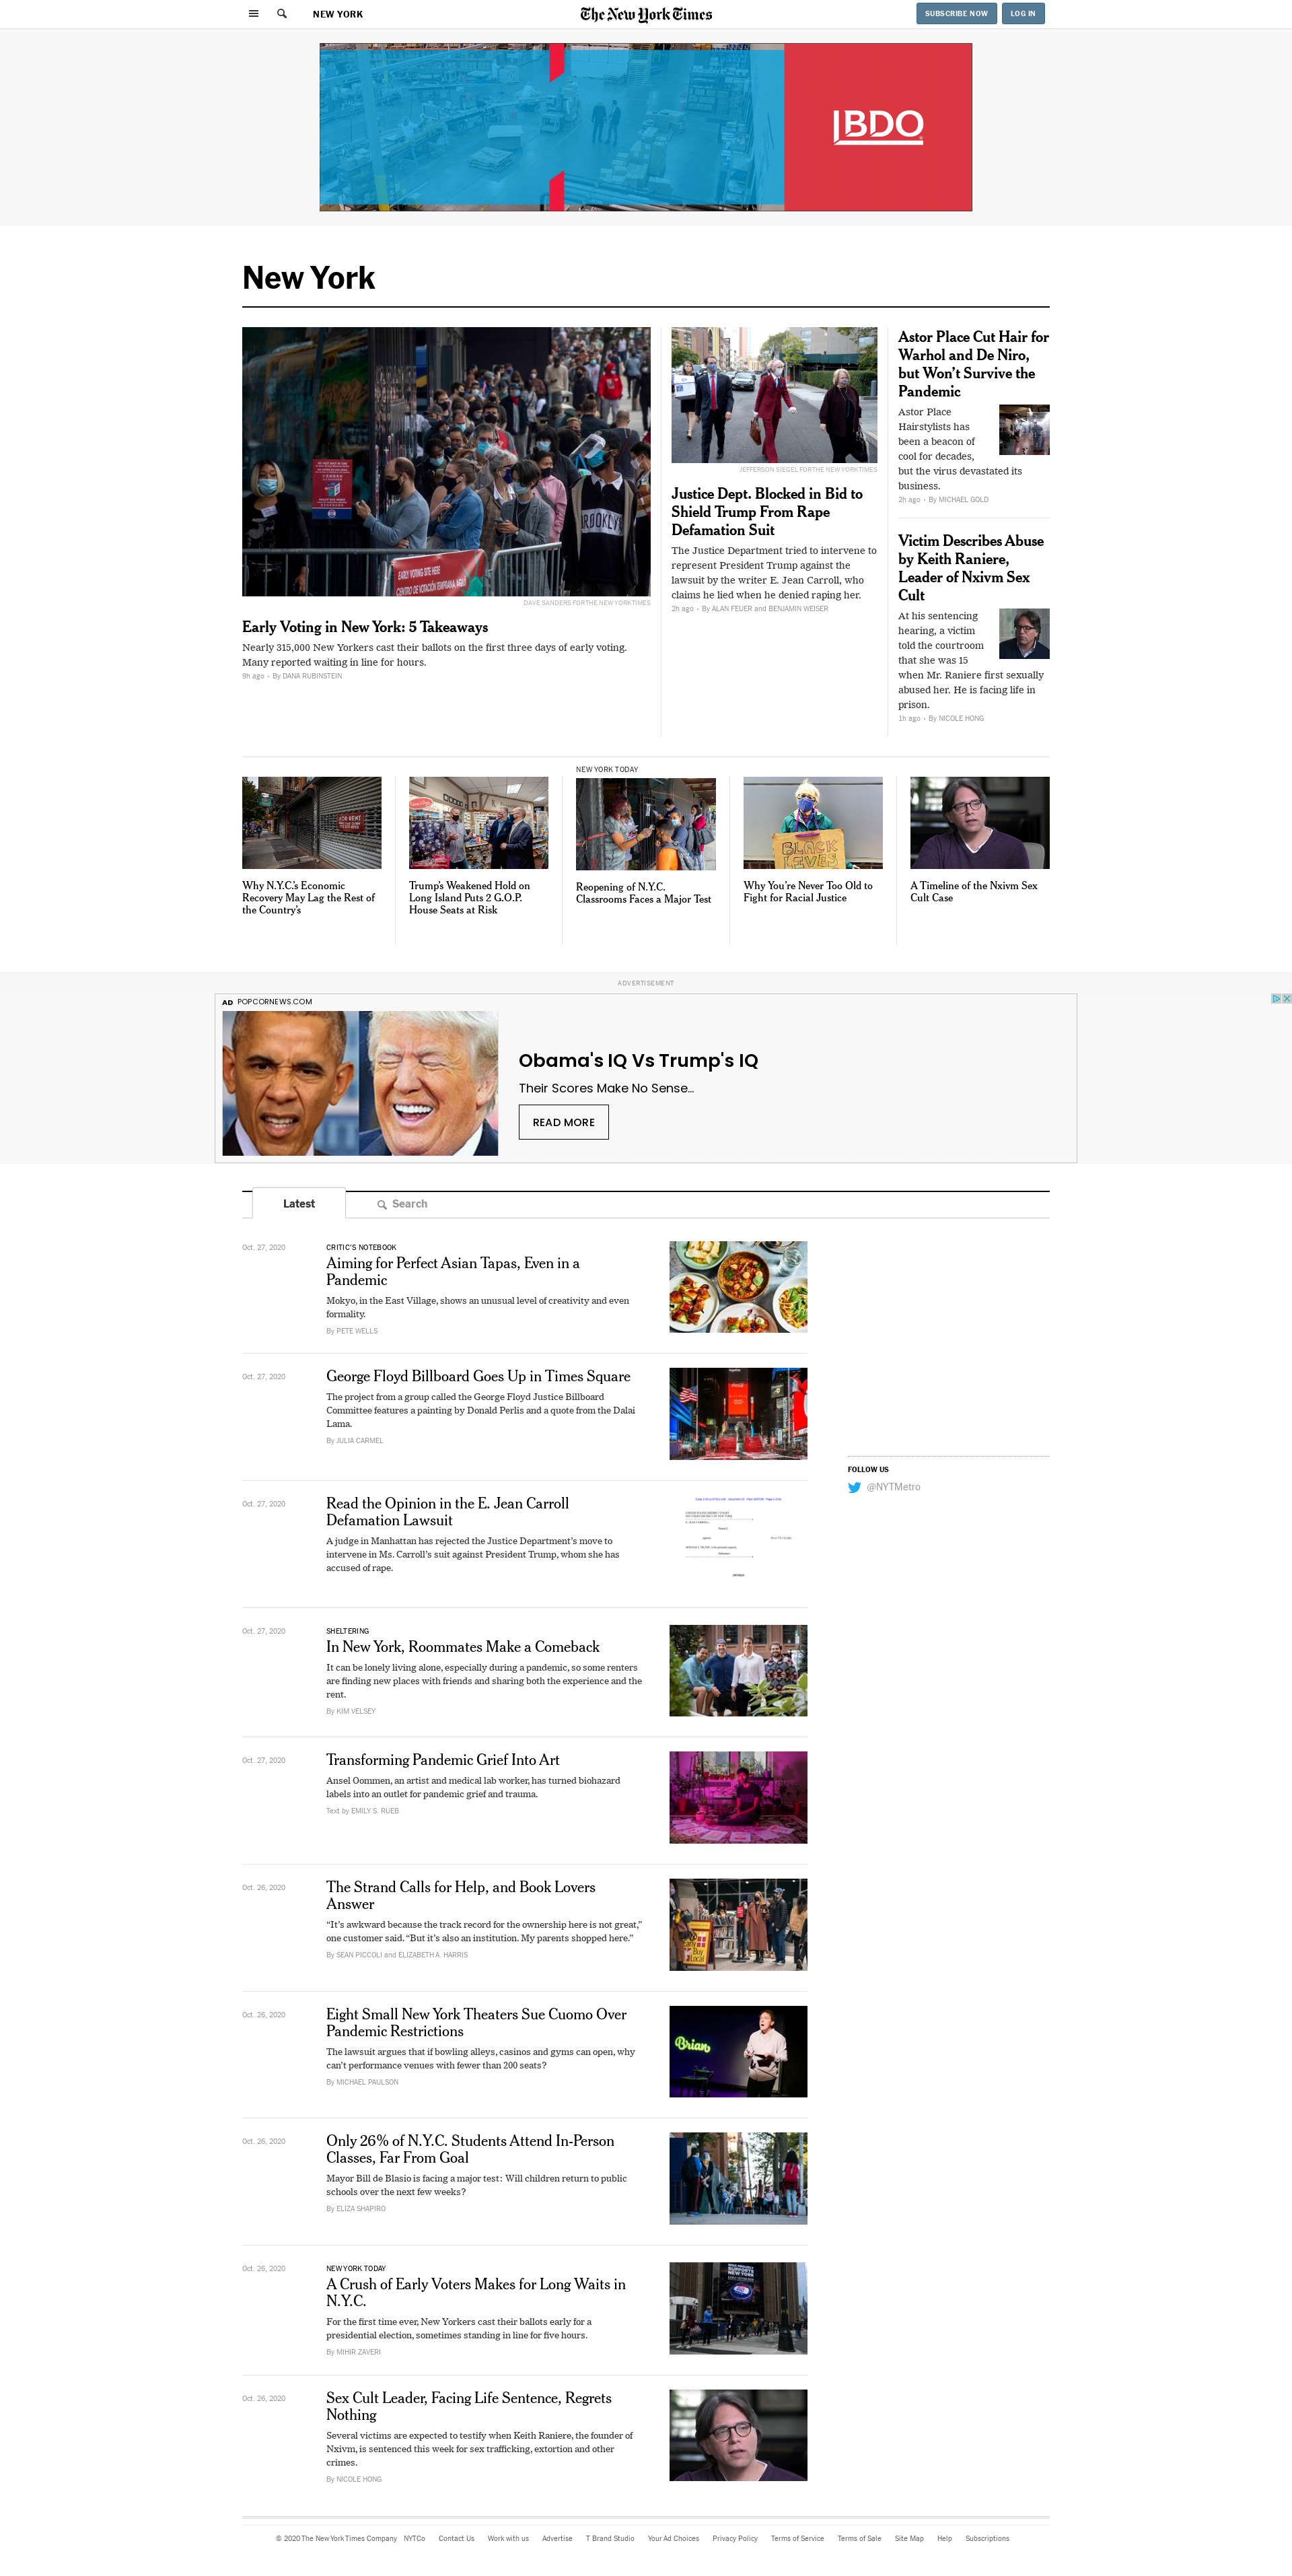 NEW YORK
The New York Times
SUBSCRIBE NOW
LOG IN
IBDO
New York
EARLY VOTING SITE HERE
CENTRO DE VOTACIÓN TEMPRANA AQUÍ
BROOKLYN
DAVE SANDERS FOR THE NEW YORK TIMES
Early Voting in New York: 5 Takeaways
Nearly 315,000 New Yorkers cast their ballots on the first three days of early voting.
Many reported waiting in line for hours.
9h ago • By DANA RUBINSTEIN
JEFFERSON SIEGEL FOR THE NEW YORK TIMES
Justice Dept. Blocked in Bid to
Shield Trump From Rape
Defamation Suit
The Justice Department tried to intervene to
represent President Trump against the
lawsuit by the writer E. Jean Carroll, who
claims he lied when he denied raping her.
2h ago • By ALAN FEUER and BENJAMIN WEISER
Astor Place Cut Hair for
Warhol and De Niro,
but Won’t Survive the
Pandemic
Astor Place
Hairstylists has
been a beacon of
cool for decades,
but the virus devastated its
business.
2h ago • By MICHAEL GOLD
Victim Describes Abuse
by Keith Raniere,
Leader of Nxivm Sex
Cult
At his sentencing
hearing, a victim
told the courtroom
that she was 15
when Mr. Raniere first sexually
abused her. He is facing life in
prison.
1h ago • By NICOLE HONG
FOR RENT
Why N.Y.C.’s Economic
Recovery May Lag the Rest of
the Country’s
Trump’s Weakened Hold on
Long Island Puts 2 G.O.P.
House Seats at Risk
NEW YORK TODAY
Reopening of N.Y.C.
Classrooms Faces a Major Test
BLACK
LIVES
Why You’re Never Too Old to
Fight for Racial Justice
A Timeline of the Nxivm Sex
Cult Case
ADVERTISEMENT
AD POPCORNEWS.COM
Obama's IQ Vs Trump's IQ
Their Scores Make No Sense...
READ MORE
Latest
Search
Oct. 27, 2020
CRITIC’S NOTEBOOK
Aiming for Perfect Asian Tapas, Even in a
Pandemic
Mokyo, in the East Village, shows an unusual level of creativity and even
formality.
By PETE WELLS
Oct. 27, 2020
George Floyd Billboard Goes Up in Times Square
The project from a group called the George Floyd Justice Billboard
Committee features a painting by Donald Perlis and a quote from the Dalai
Lama.
By JULIA CARMEL
FOLLOW US
@NYTMetro
Oct. 27, 2020
Read the Opinion in the E. Jean Carroll
Defamation Lawsuit
A judge in Manhattan has rejected the Justice Department’s move to
intervene in Ms. Carroll’s suit against President Trump, whom she has
accused of rape.
Oct. 27, 2020
SHELTERING
In New York, Roommates Make a Comeback
It can be lonely living alone, especially during a pandemic, so some renters
are finding new places with friends and sharing both the experience and the
rent.
By KIM VELSEY
Oct. 27, 2020
Transforming Pandemic Grief Into Art
Ansel Oommen, an artist and medical lab worker, has turned biohazard
labels into an outlet for pandemic grief and trauma.
Text by EMILY S. RUEB
Oct. 26, 2020
The Strand Calls for Help, and Book Lovers
Answer
“It’s awkward because the track record for the ownership here is not great,”
one customer said. “But it’s also an institution. My parents shopped here.”
By SEAN PICCOLI and ELIZABETH A. HARRIS
Oct. 26, 2020
Eight Small New York Theaters Sue Cuomo Over
Pandemic Restrictions
The lawsuit argues that if bowling alleys, casinos and gyms can open, why
can’t performance venues with fewer than 200 seats?
By MICHAEL PAULSON
Brian
Oct. 26, 2020
Only 26% of N.Y.C. Students Attend In-Person
Classes, Far From Goal
Mayor Bill de Blasio is facing a major test: Will children return to public
schools over the next few weeks?
By ELIZA SHAPIRO
Oct. 26, 2020
NEW YORK TODAY
A Crush of Early Voters Makes for Long Waits in
N.Y.C.
For the first time ever, New Yorkers cast their ballots early for a
presidential election, sometimes standing in line for five hours.
By MIHIR ZAVERI
Oct. 26, 2020
Sex Cult Leader, Facing Life Sentence, Regrets
Nothing
Several victims are expected to testify when Keith Raniere, the founder of
Nxivm, is sentenced this week for sex trafficking, extortion and other
crimes.
By NICOLE HONG
© 2020 The New York Times Company NYTCo Contact Us Work with us Advertise T Brand Studio Your Ad Choices Privacy Policy Terms of Service Terms of Sale Site Map Help Subscriptions